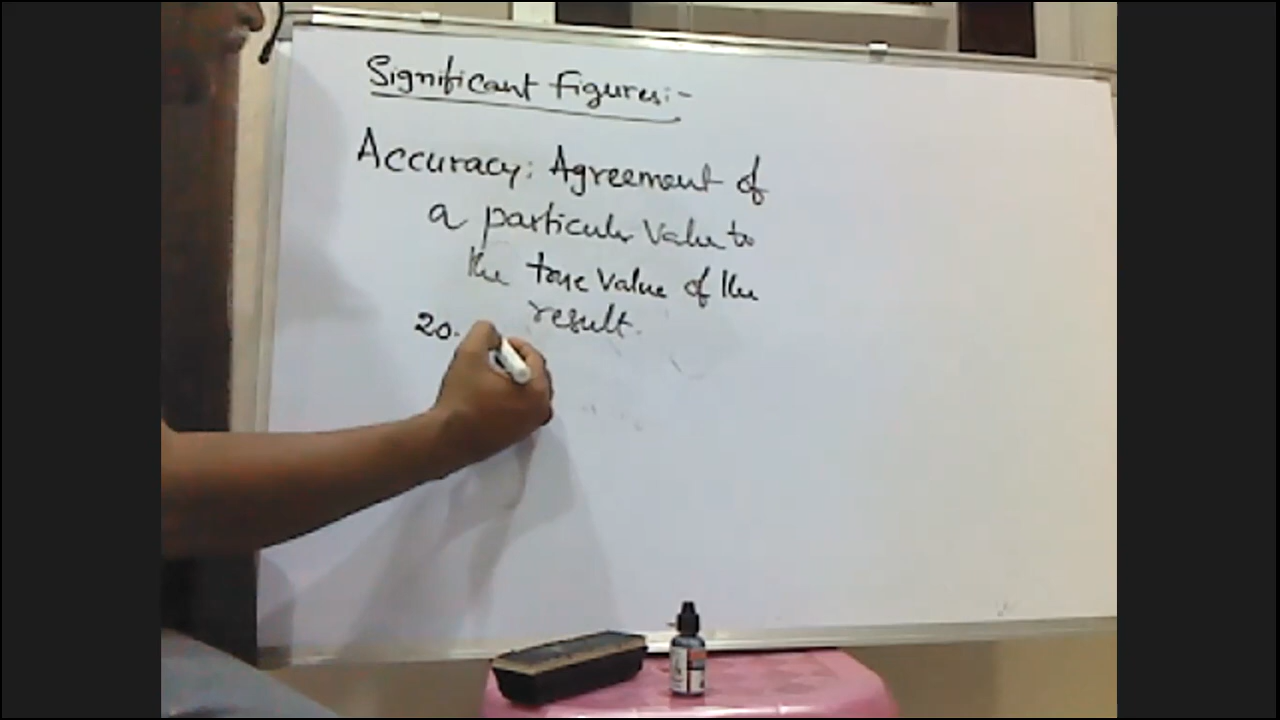 Significant Figures:-
Accuracy: Agreement of
a particular value to
the true value of the
result.
20.